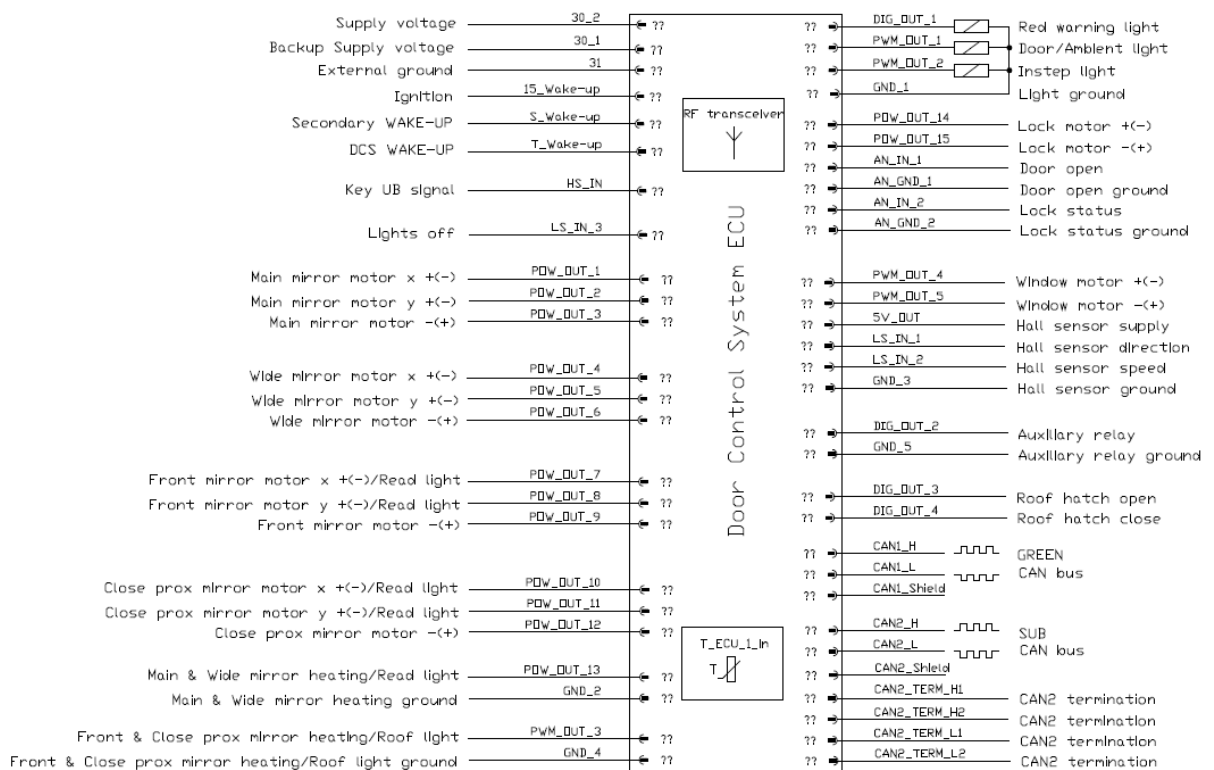 Supply voltage 30_2 ??
Backup Supply voltage 30_1 ??
External ground 31 ??
Ignition 15_Wake-up ??
Secondary WAKE-UP S_Wake-up ??
DCS WAKE-UP T_Wake-up ??
Key UB signal HS_IN ??
Lights off LS_IN_3 ??
Main mirror motor x +(-) POW_OUT_1 ??
Main mirror motor y +(-) POW_OUT_2 ??
Main mirror motor -(+) POW_OUT_3 ??
Wide mirror motor x +(-) POW_OUT_4 ??
Wide mirror motor y +(-) POW_OUT_5 ??
Wide mirror motor -(+) POW_OUT_6 ??
Front mirror motor x +(-)/Read light POW_OUT_7 ??
Front mirror motor y +(-)/Read light POW_OUT_8 ??
Front mirror motor -(+) POW_OUT_9 ??
Close prox mirror motor x +(-)/Read light POW_OUT_10 ??
Close prox mirror motor y +(-)/Read light POW_OUT_11 ??
Close prox mirror motor -(+) POW_OUT_12 ??
Main & Wide mirror heating/Read light POW_OUT_13 ??
Main & Wide mirror heating ground GND_2 ??
Front & Close prox mirror heating/Roof light PWM_OUT_3 ??
Front & Close prox mirror heating/Roof light ground GND_4 ??
RF transceiver
Door Control System ECU
T_ECU_1_In
T
?? DIG_OUT_1 Red warning light
?? PWM_OUT_1 Door/Ambient light
?? PWM_OUT_2 Instep light
?? GND_1 Light ground
?? POW_OUT_14 Lock motor +(-)
?? POW_OUT_15 Lock motor -(+)
?? AN_IN_1 Door open
?? AN_GND_1 Door open ground
?? AN_IN_2 Lock status
?? AN_GND_2 Lock status ground
?? PWM_OUT_4 Window motor +(-)
?? PWM_OUT_5 Window motor -(+)
?? 5V_OUT Hall sensor supply
?? LS_IN_1 Hall sensor direction
?? LS_IN_2 Hall sensor speed
?? GND_3 Hall sensor ground
?? DIG_OUT_2 Auxillary relay
?? GND_5 Auxillary relay ground
?? DIG_OUT_3 Roof hatch open
?? DIG_OUT_4 Roof hatch close
?? CAN1_H GREEN
?? CAN1_L CAN bus
?? CAN1_Shield
?? CAN2_H SUB
?? CAN2_L CAN bus
?? CAN2_Shield
?? CAN2_TERM_H1 CAN2 termination
?? CAN2_TERM_H2 CAN2 termination
?? CAN2_TERM_L1 CAN2 termination
?? CAN2_TERM_L2 CAN2 termination